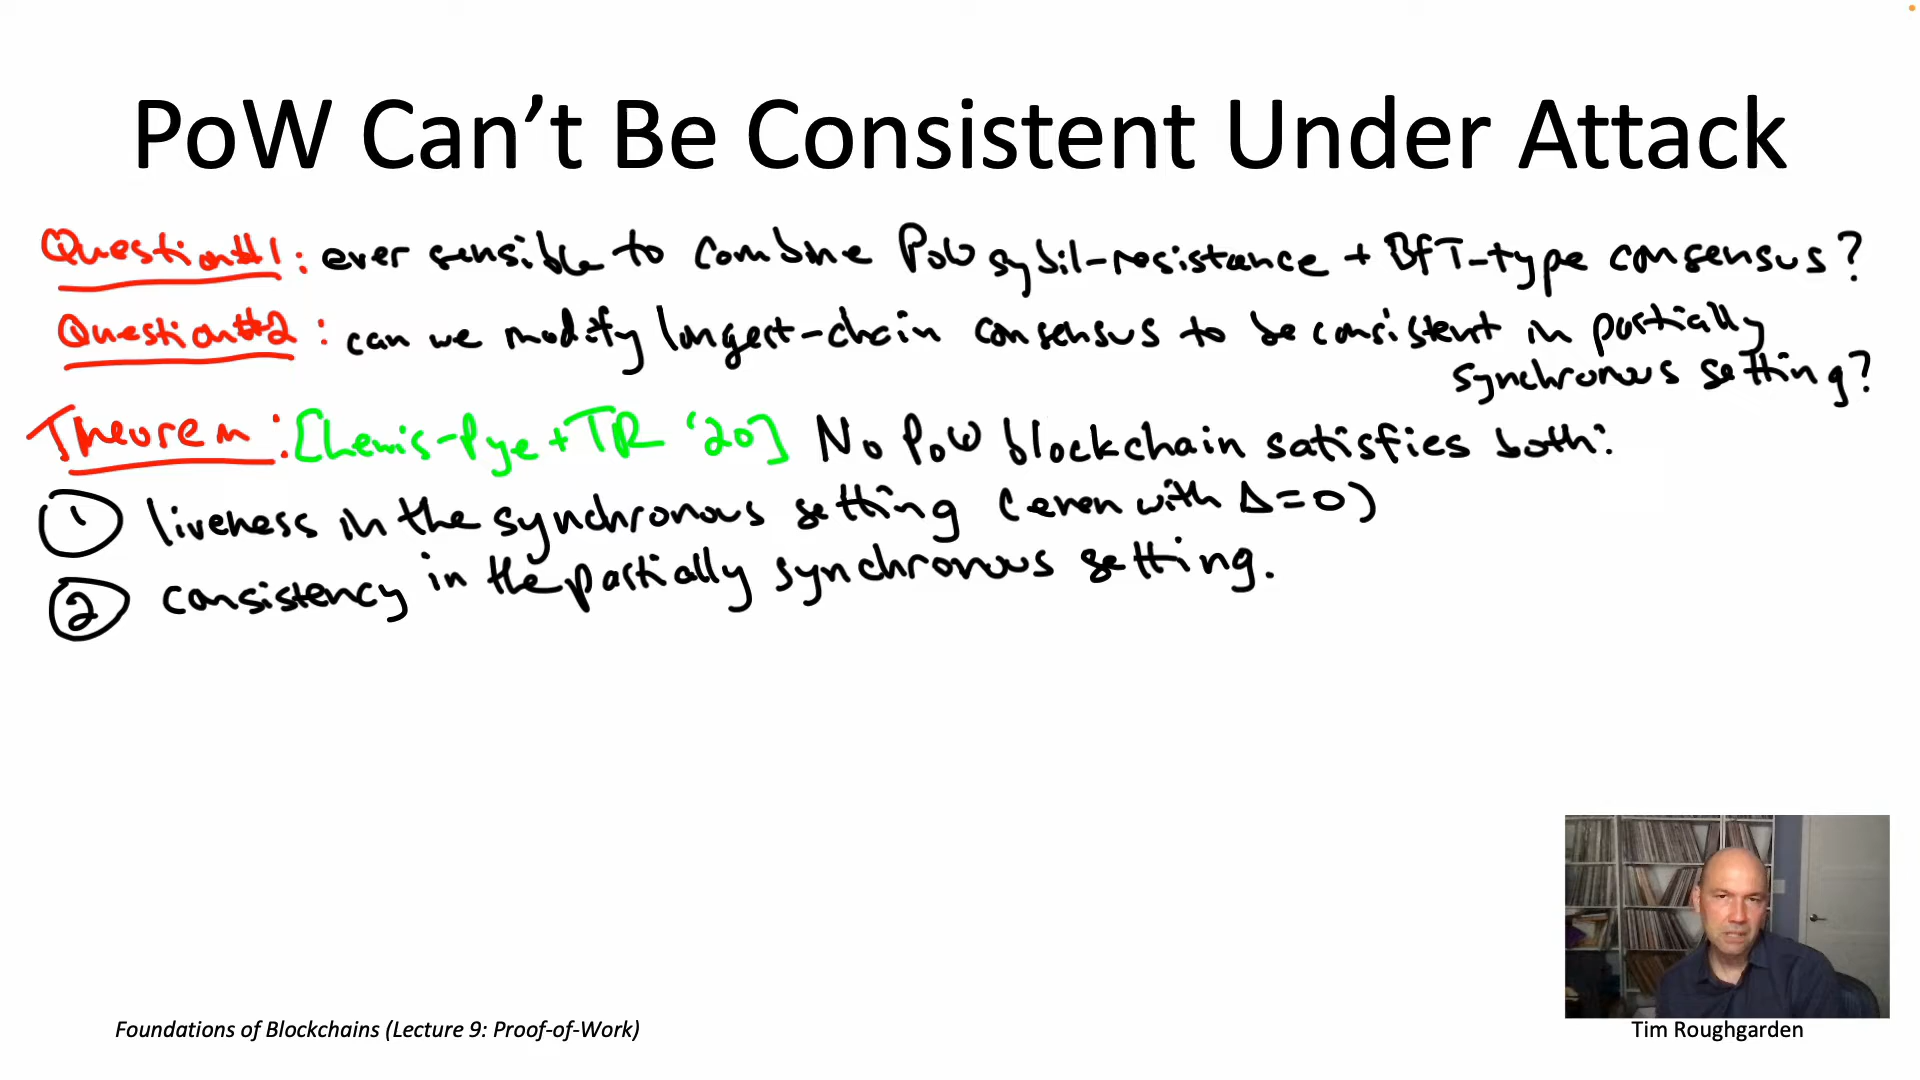 PoW Can't Be Consistent Under Attack
Question #1: ever sensible to combine PoW sybil-resistance + BFT-type consensus?
Question #2: can we modify longest-chain consensus to be consistent in partially
synchronous setting?
Theorem: [Lewis-Pye + TR '20] No PoW blockchain satisfies both:
① liveness in the synchronous setting (even with Δ=0)
② consistency in the partially synchronous setting.
Foundations of Blockchains (Lecture 9: Proof-of-Work)
Tim Roughgarden